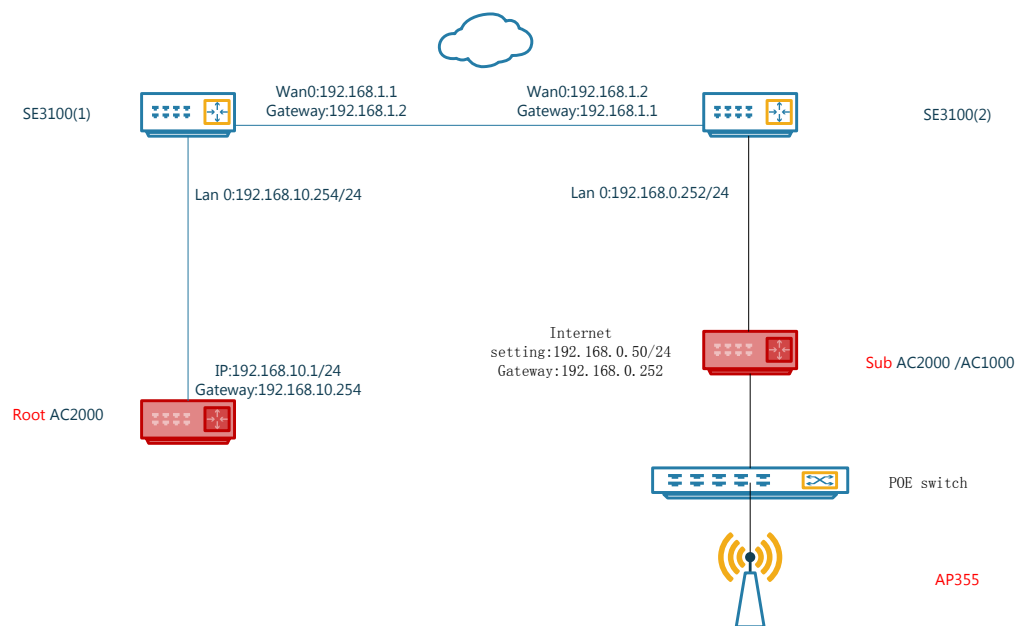 Wan0:192.168.1.1
Gateway:192.168.1.2
Wan0:192.168.1.2
Gateway:192.168.1.1
SE3100(1)
SE3100(2)
Lan 0:192.168.10.254/24
Lan 0:192.168.0.252/24
Internet
setting:192.168.0.50/24
Gateway:192.168.0.252
Sub AC2000 /AC1000
IP:192.168.10.1/24
Gateway:192.168.10.254
Root AC2000
POE switch
AP355